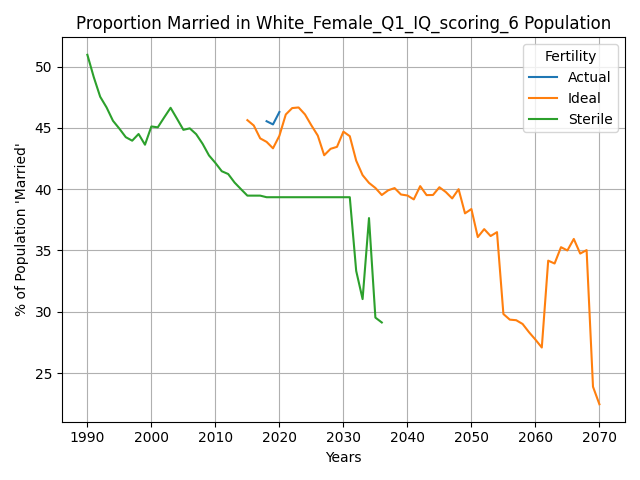 Proportion Married in White_Female_Q1_IQ_scoring_6 Population
% of Population 'Married'
50
45
40
35
30
25
Fertility
Actual
Ideal
Sterile
1990 2000 2010 2020 2030 2040 2050 2060 2070
Years